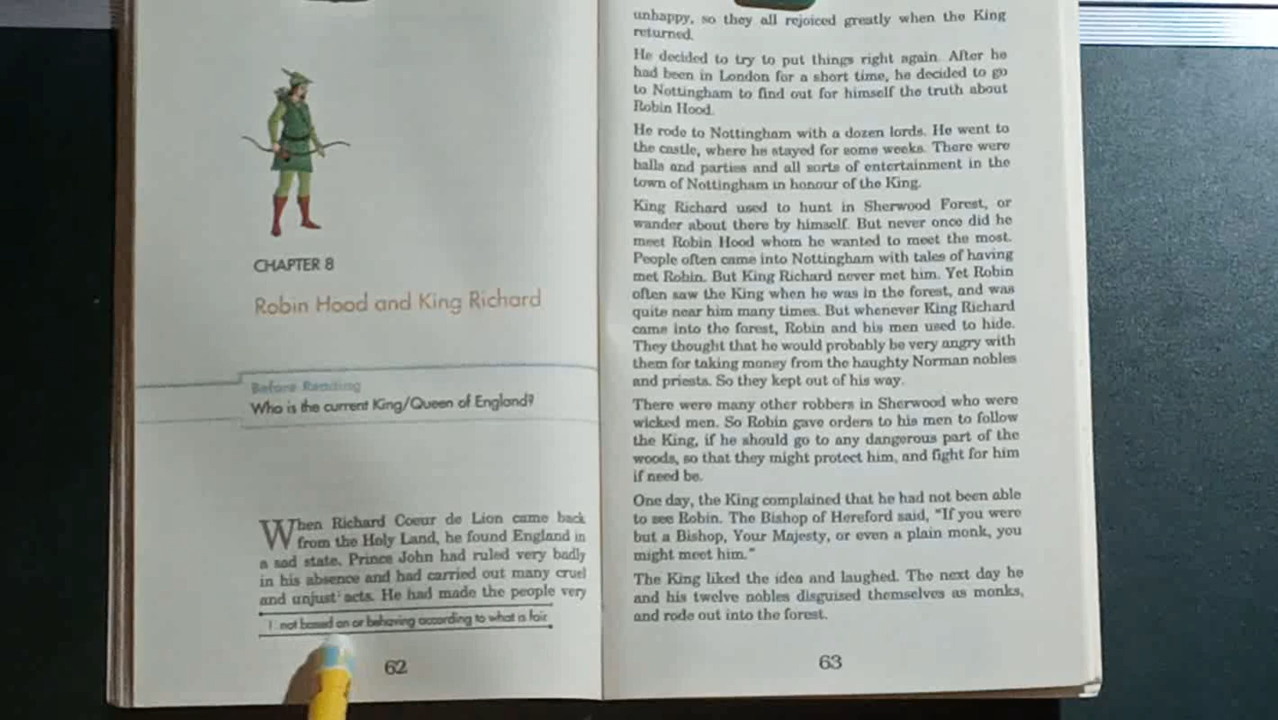 CHAPTER 8
Robin Hood and King Richard
Before Reading
Who is the current King/Queen of England?
When Richard Coeur de Lion came back
from the Holy Land, he found England in
a sad state. Prince John had ruled very badly
in his absence and had carried out many cruel
and unjust¹ acts. He had made the people very
1 not based on or behaving according to what is fair
62
unhappy, so they all rejoiced greatly when the King
returned.
He decided to try to put things right again. After he
had been in London for a short time, he decided to go
to Nottingham to find out for himself the truth about
Robin Hood.
He rode to Nottingham with a dozen lords. He went to
the castle, where he stayed for some weeks. There were
balls and parties and all sorts of entertainment in the
town of Nottingham in honour of the King.
King Richard used to hunt in Sherwood Forest, or
wander about there by himself. But never once did he
meet Robin Hood whom he wanted to meet the most.
People often came into Nottingham with tales of having
met Robin. But King Richard never met him. Yet Robin
often saw the King when he was in the forest, and was
quite near him many times. But whenever King Richard
came into the forest, Robin and his men used to hide.
They thought that he would probably be very angry with
them for taking money from the haughty Norman nobles
and priests. So they kept out of his way.
There were many other robbers in Sherwood who were
wicked men. So Robin gave orders to his men to follow
the King, if he should go to any dangerous part of the
woods, so that they might protect him, and fight for him
if need be.
One day, the King complained that he had not been able
to see Robin. The Bishop of Hereford said, "If you were
but a Bishop, Your Majesty, or even a plain monk, you
might meet him."
The King liked the idea and laughed. The next day he
and his twelve nobles disguised themselves as monks,
and rode out into the forest.
63